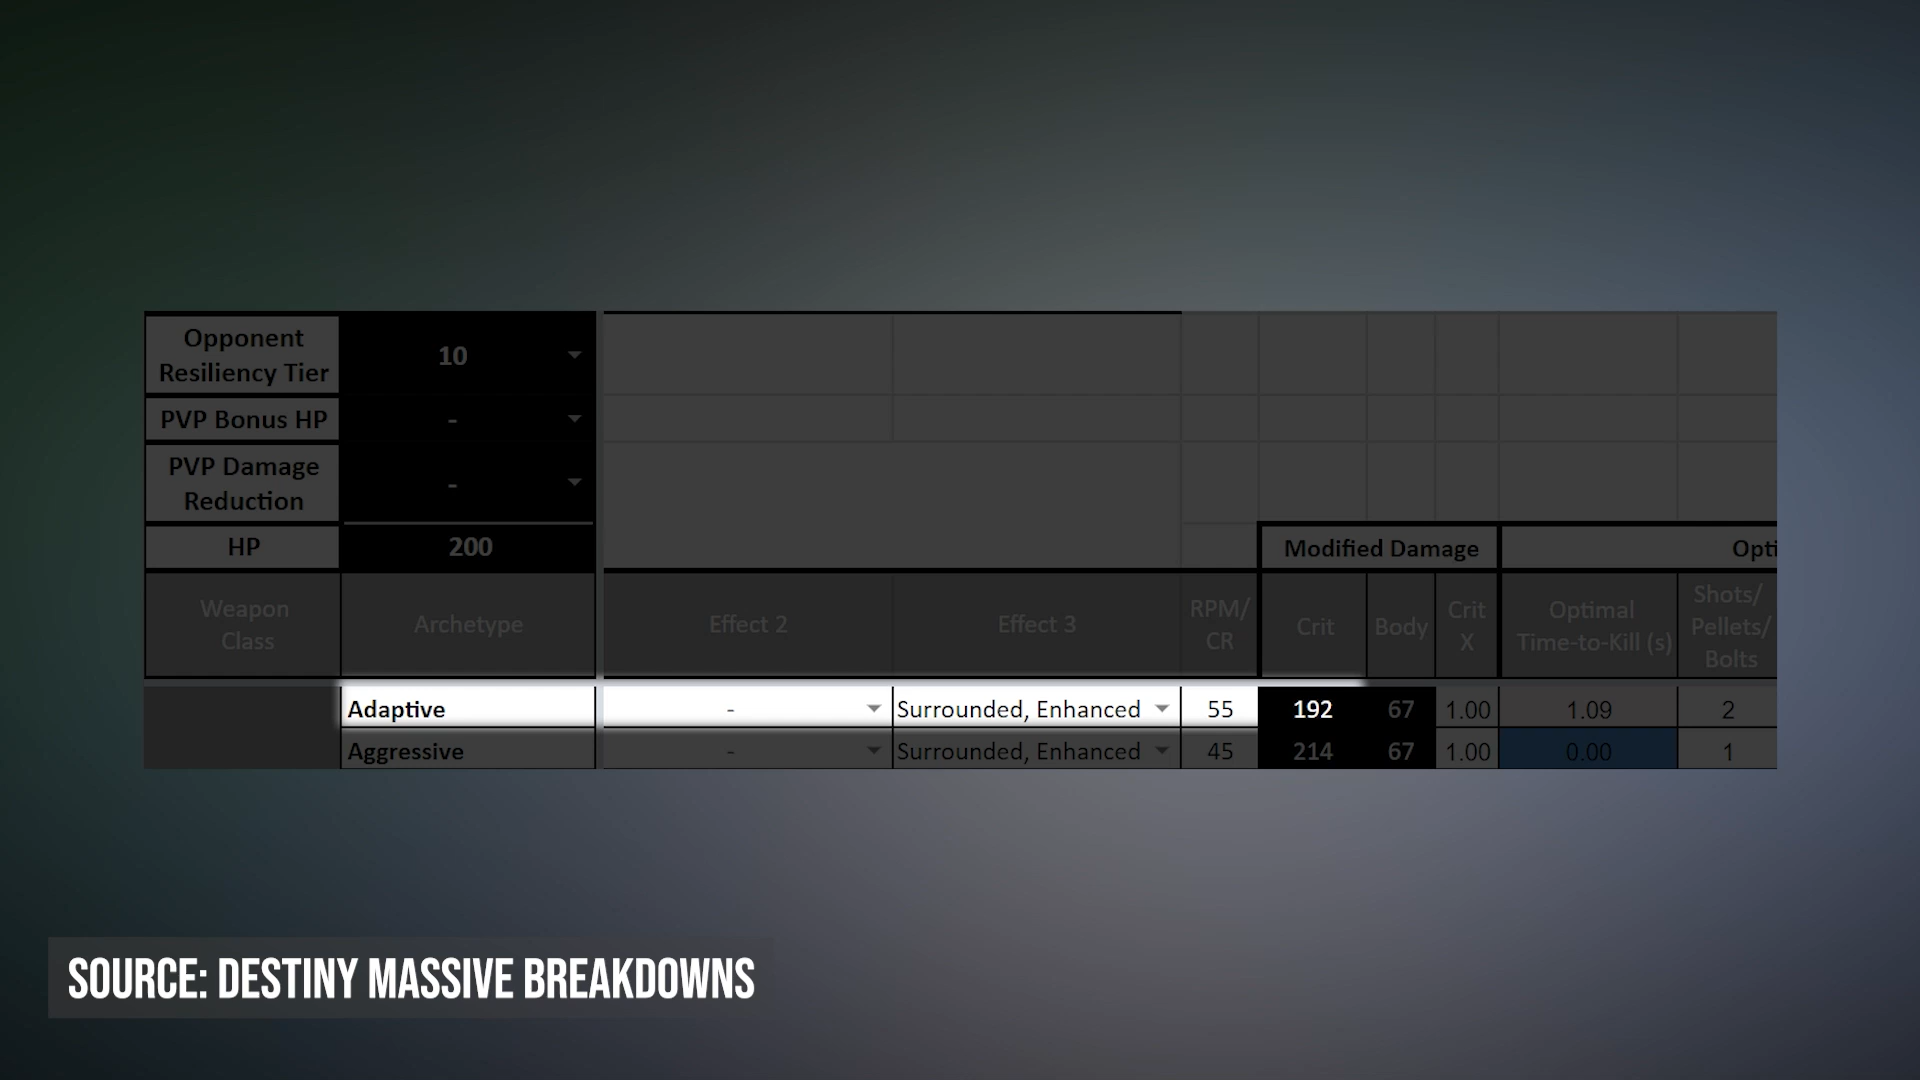 Opponent
Resiliency Tier
10
PVP Bonus HP
-
PVP Damage
Reduction
-
HP
200
Modified Damage
Opti
Weapon
Class
Archetype
Effect 2
Effect 3
RPM/
CR
Crit
Body
Crit
X
Optimal
Time-to-Kill (s)
Shots/
Pellets/
Bolts
Adaptive - Surrounded, Enhanced 55 192 67 1.00 1.09 2
Aggressive - Surrounded, Enhanced 45 214 67 1.00 0.00 1
SOURCE: DESTINY MASSIVE BREAKDOWNS